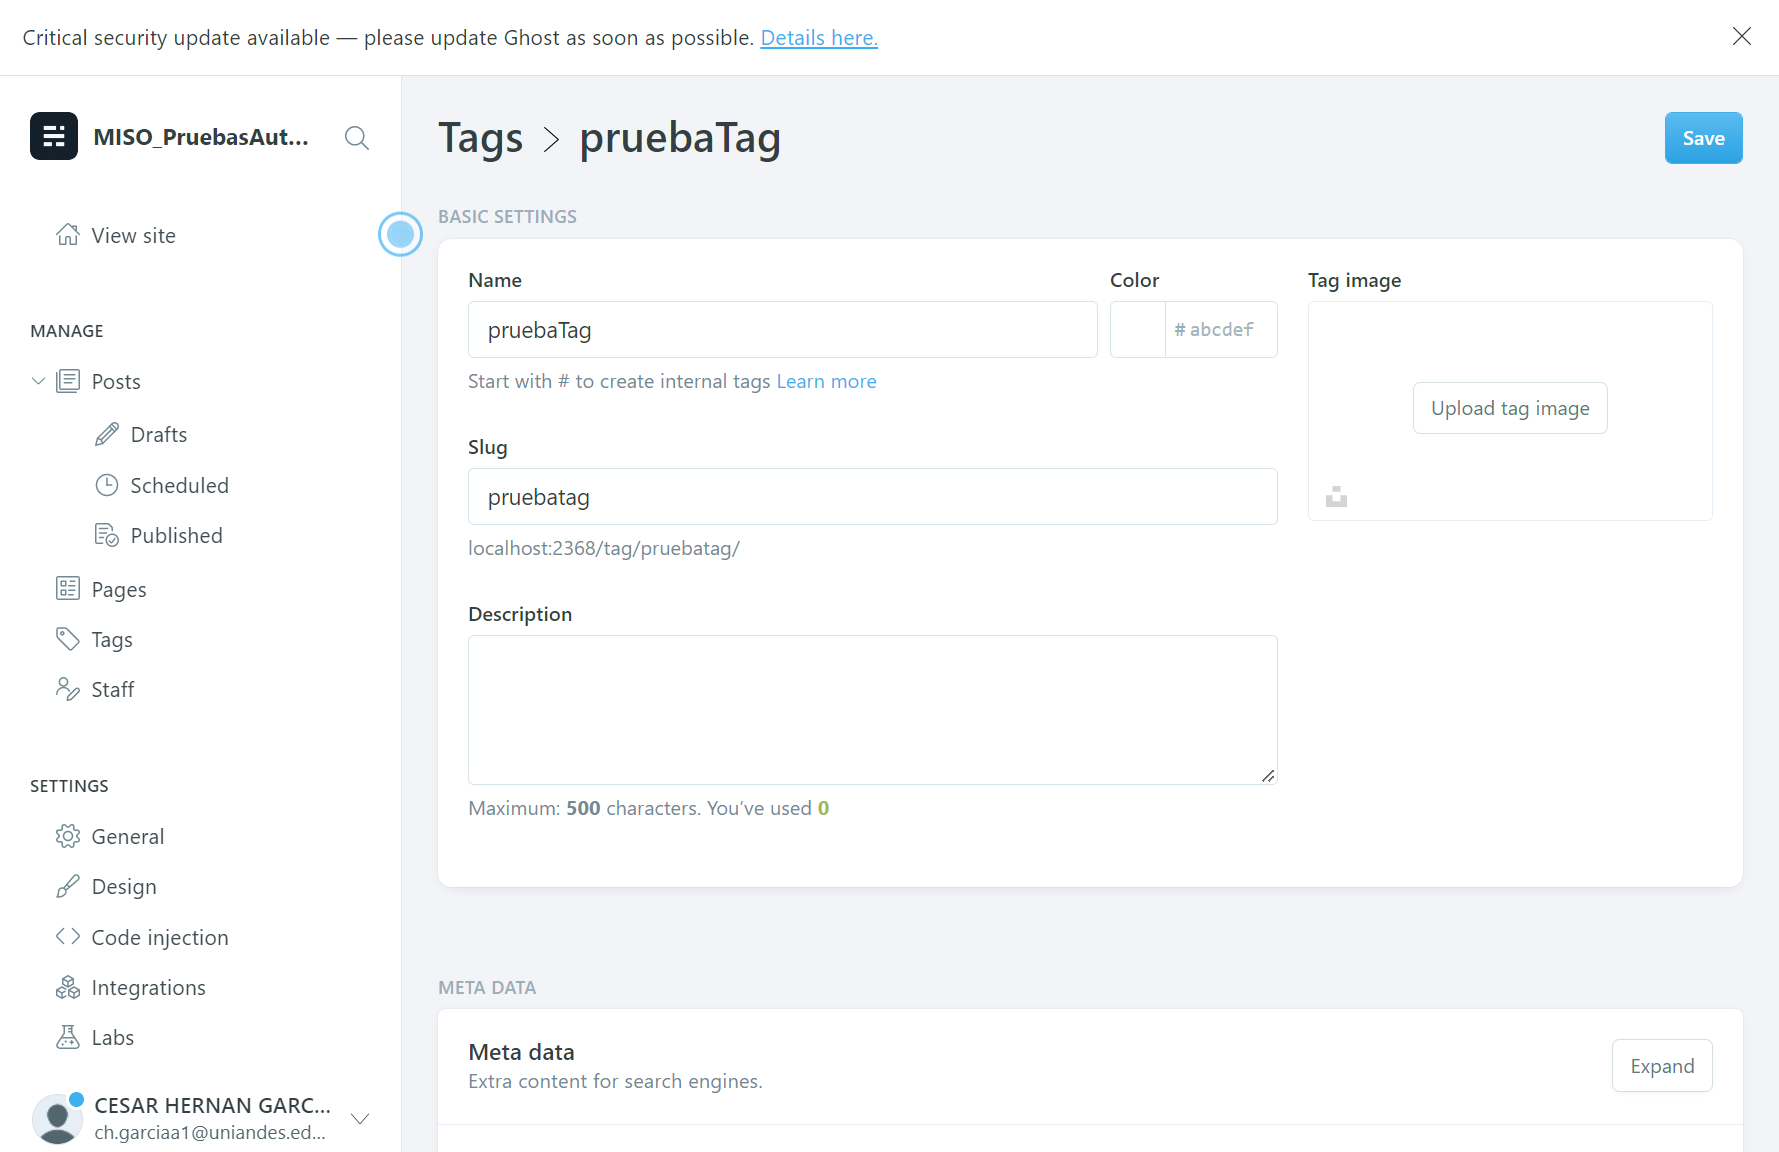 Critical security update available — please update Ghost as soon as possible. Details here.
MISO_PruebasAut...
View site
MANAGE
Posts
Drafts
Scheduled
Published
Pages
Tags
Staff
SETTINGS
General
Design
Code injection
Integrations
Labs
CESAR HERNAN GARC...
ch.garciaa1@uniandes.ed...
Tags > pruebaTag
Save
BASIC SETTINGS
Name
pruebaTag
Start with # to create internal tags Learn more
Color
# abcdef
Slug
pruebatag
localhost:2368/tag/pruebatag/
Description
Maximum: 500 characters. You’ve used 0
Tag image
Upload tag image
META DATA
Meta data
Extra content for search engines.
Expand